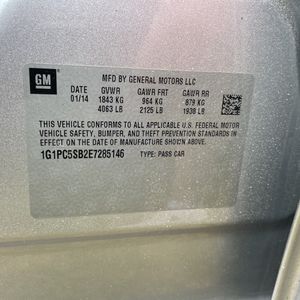 GM
MFD BY GENERAL MOTORS LLC
DATE GVWR GAWR FRT GAWR RR
01/14 1843 KG 964 KG 879 KG
4063 LB 2125 LB 1938 LB
THIS VEHICLE CONFORMS TO ALL APPLICABLE U.S. FEDERAL MOTOR
VEHICLE SAFETY, BUMPER, AND THEFT PREVENTION STANDARDS IN
EFFECT ON THE DATE OF MANUFACTURE SHOWN ABOVE.
1G1PC5SB2E7285146 TYPE: PASS CAR